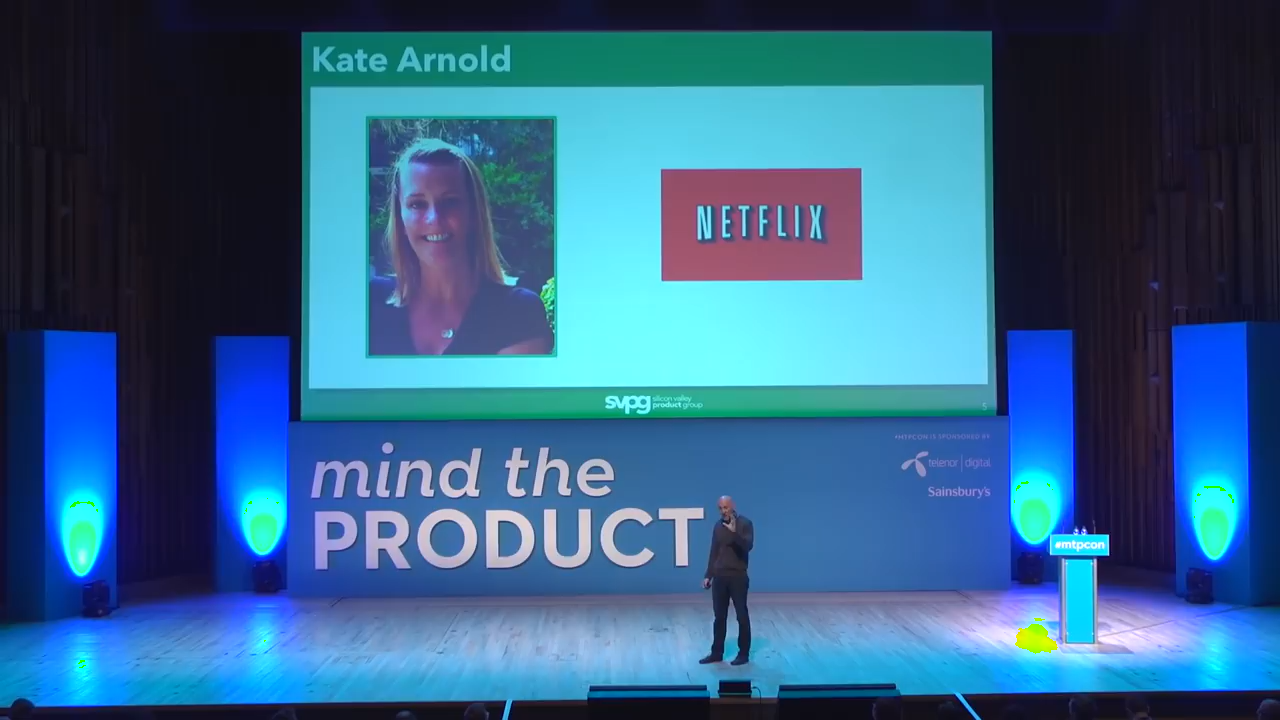 Kate Arnold
NETFLIX
svpg silicon valley
product group
5
mind the
PRODUCT
#MTPCON IS SPONSORED BY
telenor | digital
Sainsbury's
#mtpcon